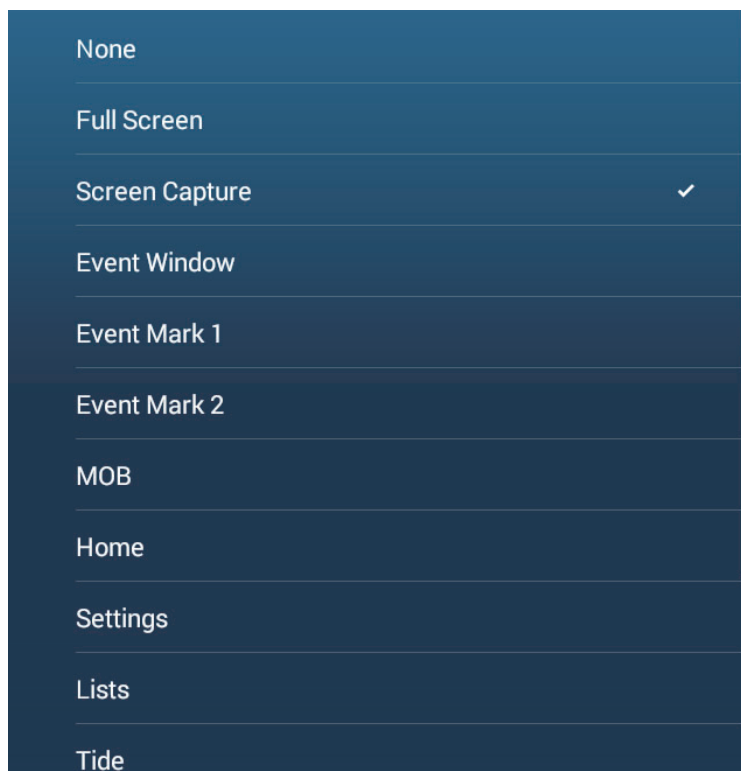 None
Full Screen
Screen Capture
Event Window
Event Mark 1
Event Mark 2
MOB
Home
Settings
Lists
Tide